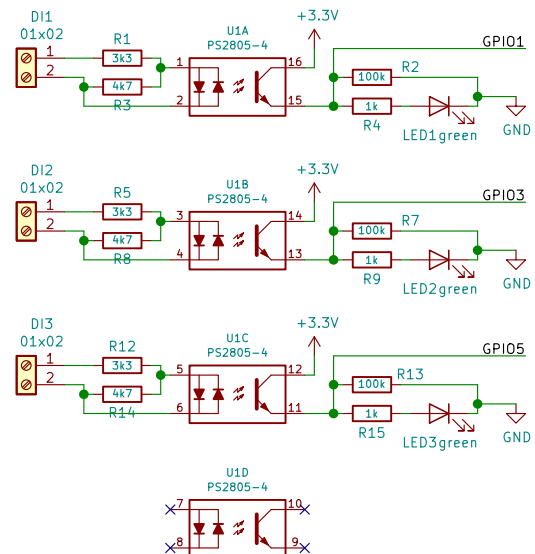 DI1
01x02
1
2
R1
3k3
4k7
R3
U1A
PS2805-4
1
2
16
15
+3.3V
GPIO1
R2
100k
1k
R4
LED1green
GND
DI2
01x02
1
2
R5
3k3
4k7
R8
U1B
PS2805-4
3
4
14
13
+3.3V
GPIO3
R7
100k
1k
R9
LED2green
GND
DI3
01x02
1
2
R12
3k3
4k7
R14
U1C
PS2805-4
5
6
12
11
+3.3V
GPIO5
R13
100k
1k
R15
LED3green
GND
U1D
PS2805-4
7
8
10
9